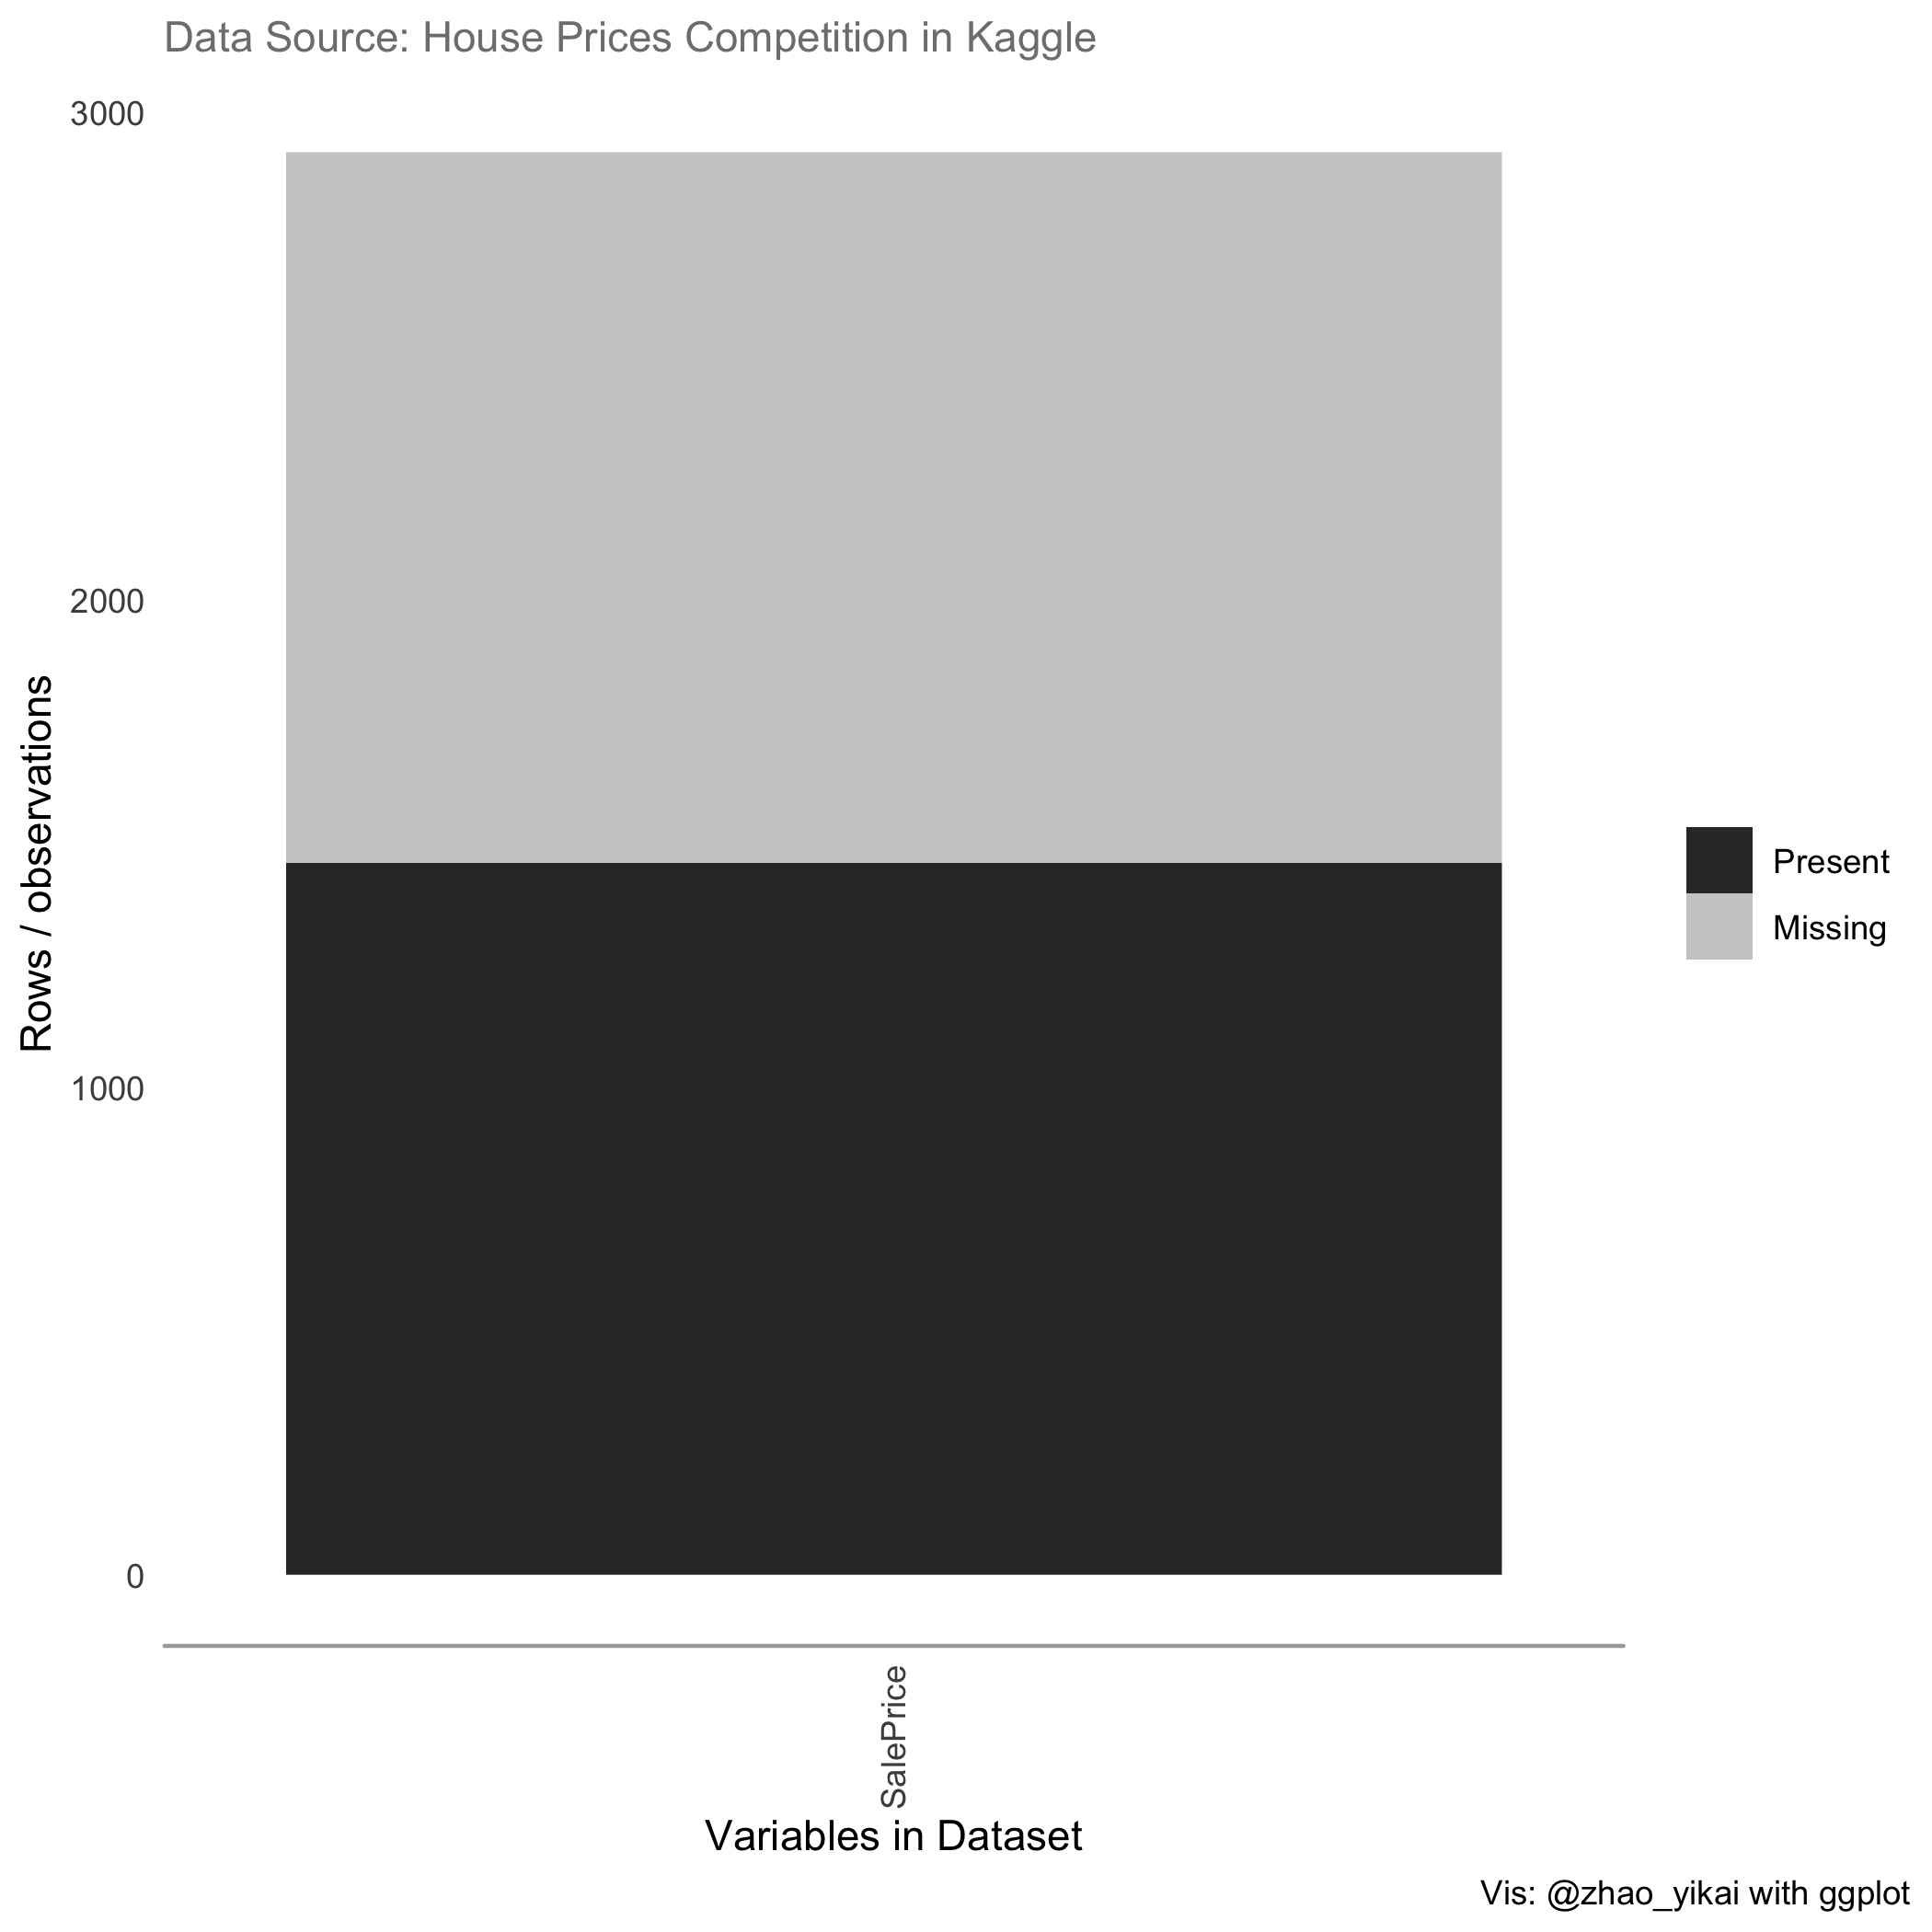 Data Source: House Prices Competition in Kaggle
3000
2000
1000
0
Rows / observations
Present
Missing
SalePrice
Variables in Dataset
Vis: @zhao_yikai with ggplot